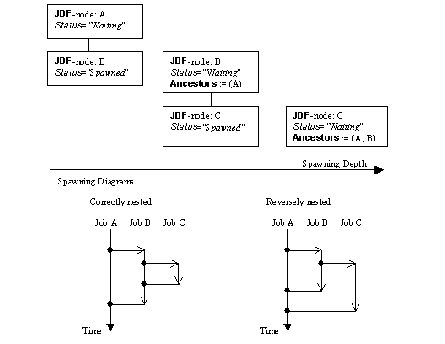 JDF-node: A
Status="Waiting"
JDF-node: B
Status="Spawned"
JDF-node: B
Status="Waiting"
Ancestors := (A)
JDF-node: C
Status="Spawned"
JDF-node: C
Status="Waiting"
Ancestors := (A, B)
Spawning Depth
Spawning Diagrams
Correctly nested
Reversely nested
Job A Job B Job C
Job A Job B Job C
Time
Time